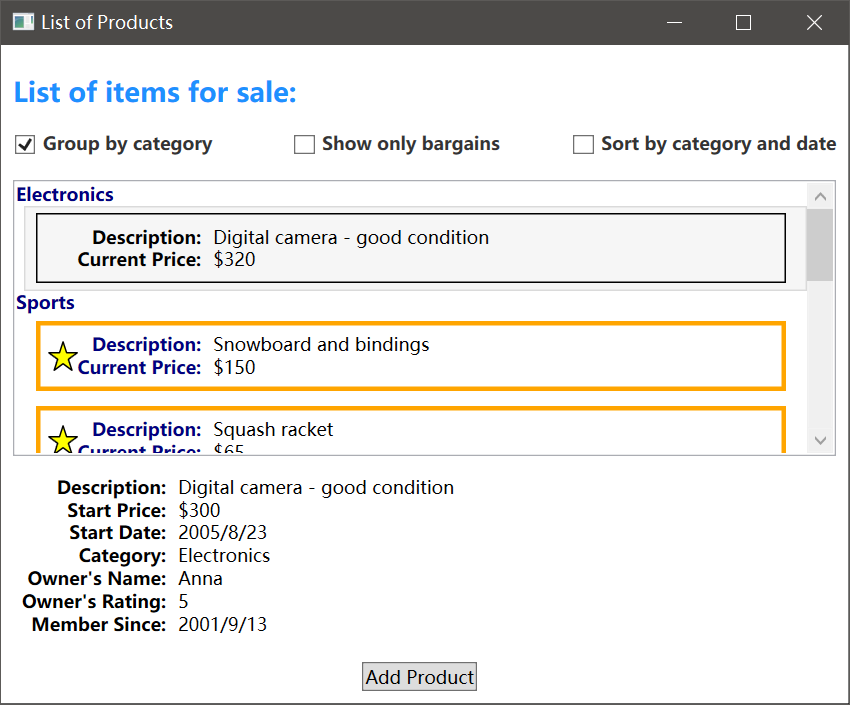 List of Products
List of items for sale:
Group by category
Show only bargains
Sort by category and date
Electronics
Description: Digital camera - good condition
Current Price: $320
Sports
Description: Snowboard and bindings
Current Price: $150
Description: Squash racket
Current Price: $65
Description: Digital camera - good condition
Start Price: $300
Start Date: 2005/8/23
Category: Electronics
Owner's Name: Anna
Owner's Rating: 5
Member Since: 2001/9/13
Add Product